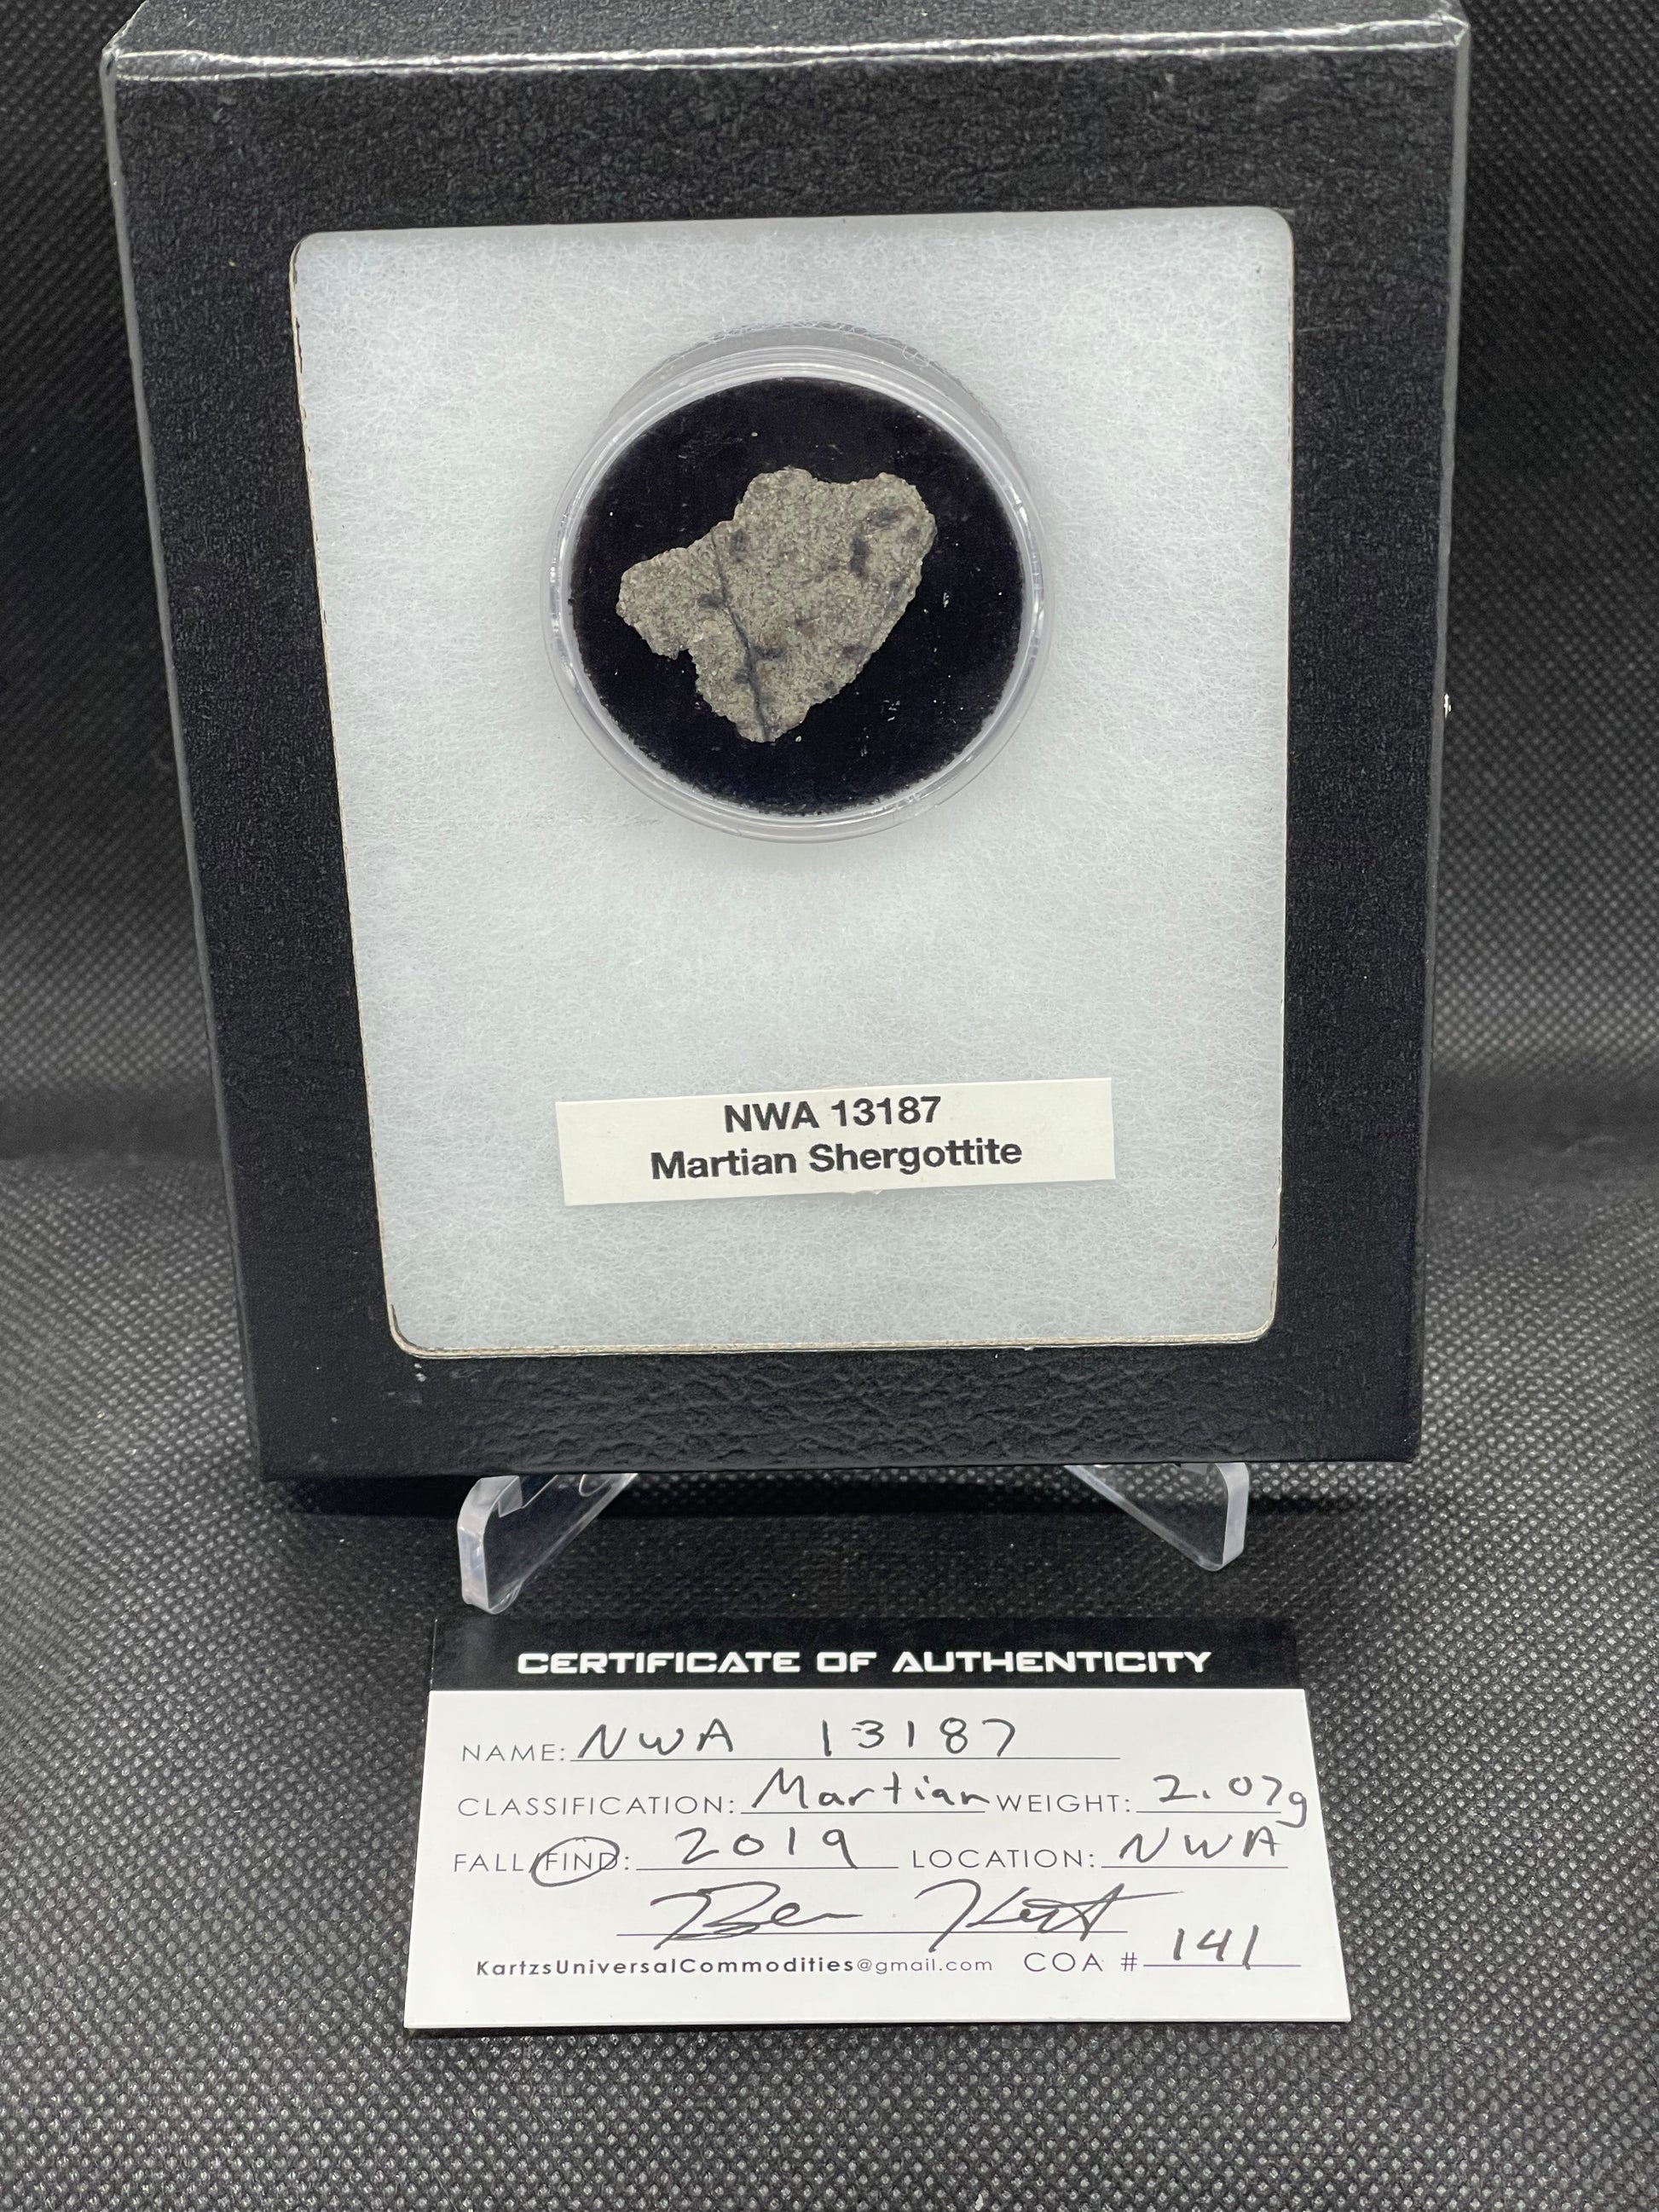 NWA 13187
Martian Shergottite
CERTIFICATE OF AUTHENTICITY
NAME: NWA 13187
CLASSIFICATION: Martian WEIGHT: 2.07g
FALL/FIND: 2019 LOCATION: NWA
Ben
KartzsUniversalCommodities@gmail.com COA # 141